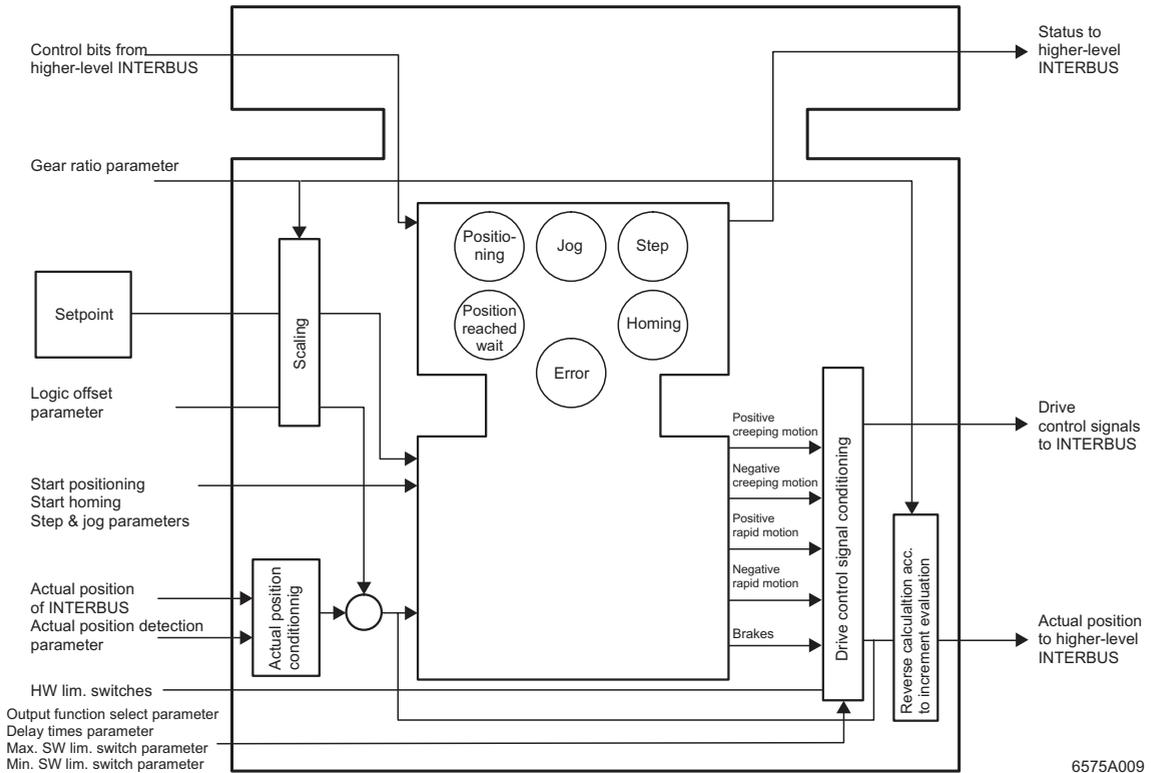 Control bits from
higher-level INTERBUS
Status to
higher-level
INTERBUS
Gear ratio parameter
Positio-
ning
Jog
Step
Setpoint
Scaling
Position
reached
wait
Homing
Error
Logic offset
parameter
Positive
creeping motion
Drive
control signals
to INTERBUS
Negative
creeping motion
Start positioning
Start homing
Step & jog parameters
Positive
rapid motion
Negative
rapid motion
Brakes
Drive control signal conditioning
Reverse calculaltion acc.
to increment evaluation
Actual position
of INTERBUS
Actual position detection
parameter
Actual position
conditionnig
Actual position
to higher-level
INTERBUS
HW lim. switches
Output function select parameter
Delay times parameter
Max. SW lim. switch parameter
Min. SW lim. switch parameter
6575A009